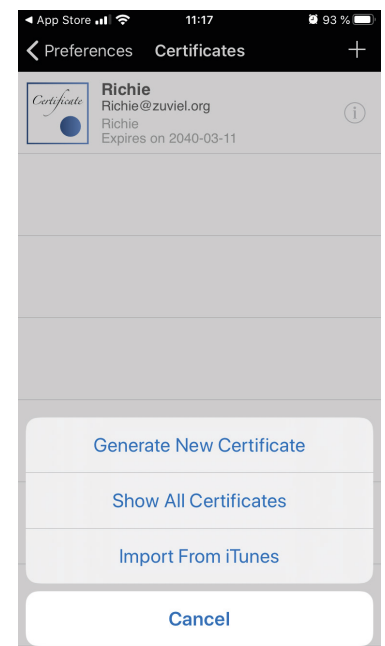 App Store 11:17 93 %
Preferences Certificates
Certificate
Richie
Richie@zuviel.org
Richie
Expires on 2040-03-11
Generate New Certificate
Show All Certificates
Import From iTunes
Cancel